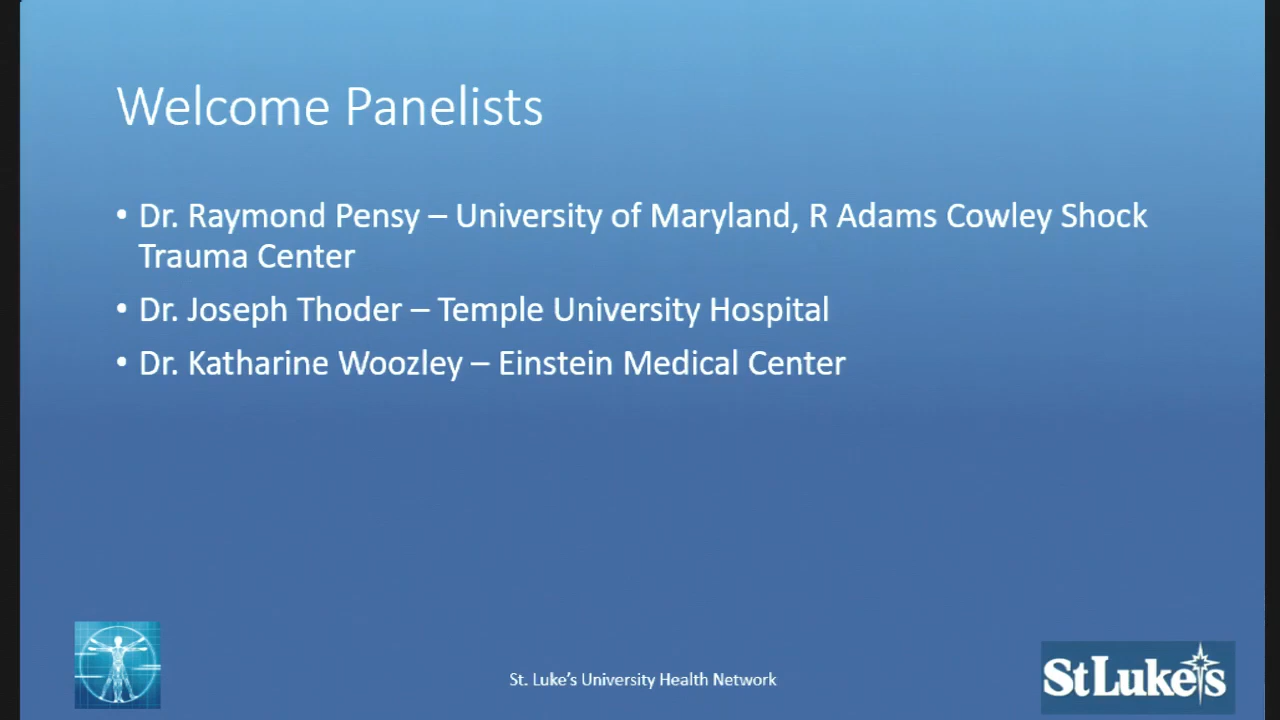 Welcome Panelists
• Dr. Raymond Pensy – University of Maryland, R Adams Cowley Shock
Trauma Center
• Dr. Joseph Thoder – Temple University Hospital
• Dr. Katharine Woozley – Einstein Medical Center
St. Luke's University Health Network
St Luke's